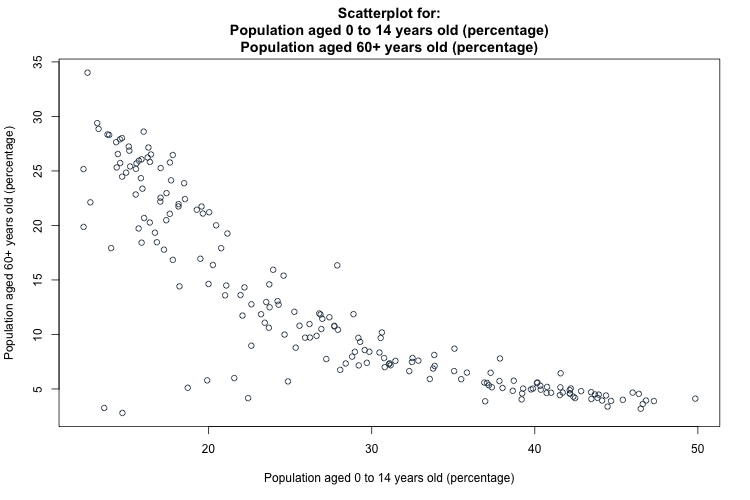 Scatterplot for:
Population aged 0 to 14 years old (percentage)
Population aged 60+ years old (percentage)
35
30
25
20
15
10
5
Population aged 60+ years old (percentage)
20
30
40
50
Population aged 0 to 14 years old (percentage)